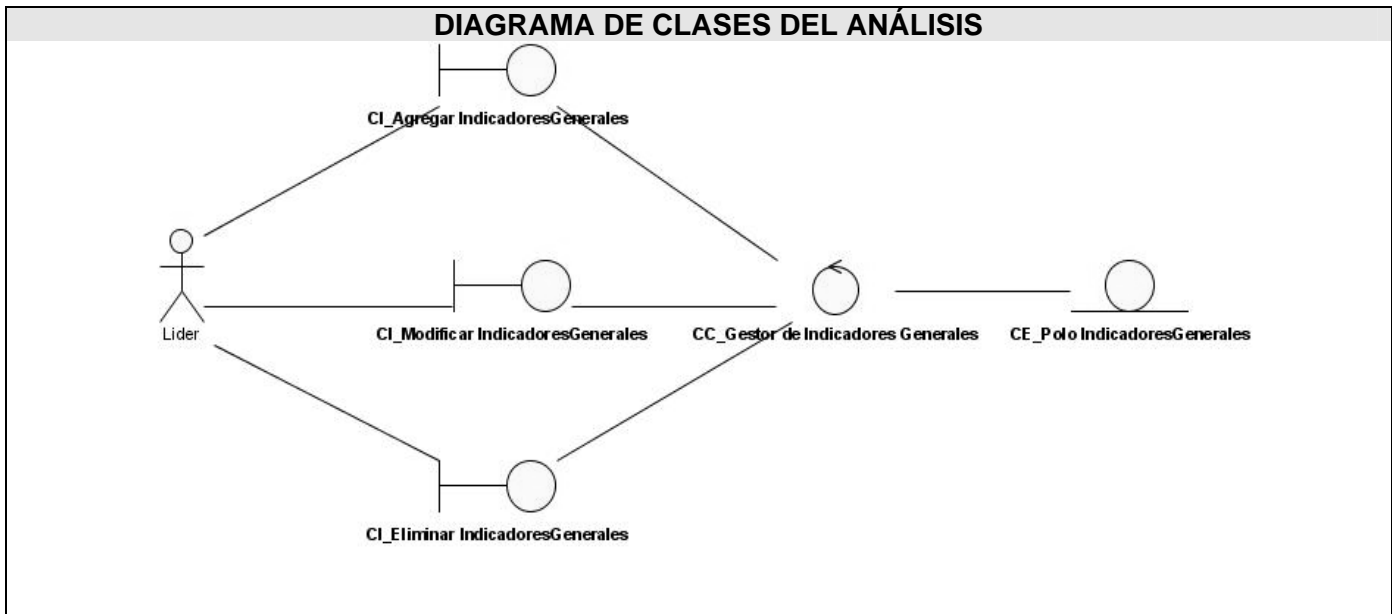 DIAGRAMA DE CLASES DEL ANÁLISIS
CI_Agregar IndicadoresGenerales
Lider
CI_Modificar IndicadoresGenerales
CC_Gestor de Indicadores Generales
CE_Polo IndicadoresGenerales
CI_Eliminar IndicadoresGenerales